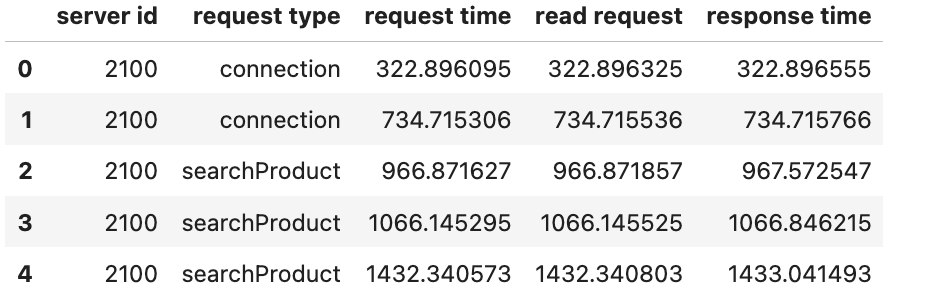 server id request type request time read request response time
0 2100 connection 322.896095 322.896325 322.896555
1 2100 connection 734.715306 734.715536 734.715766
2 2100 searchProduct 966.871627 966.871857 967.572547
3 2100 searchProduct 1066.145295 1066.145525 1066.846215
4 2100 searchProduct 1432.340573 1432.340803 1433.041493